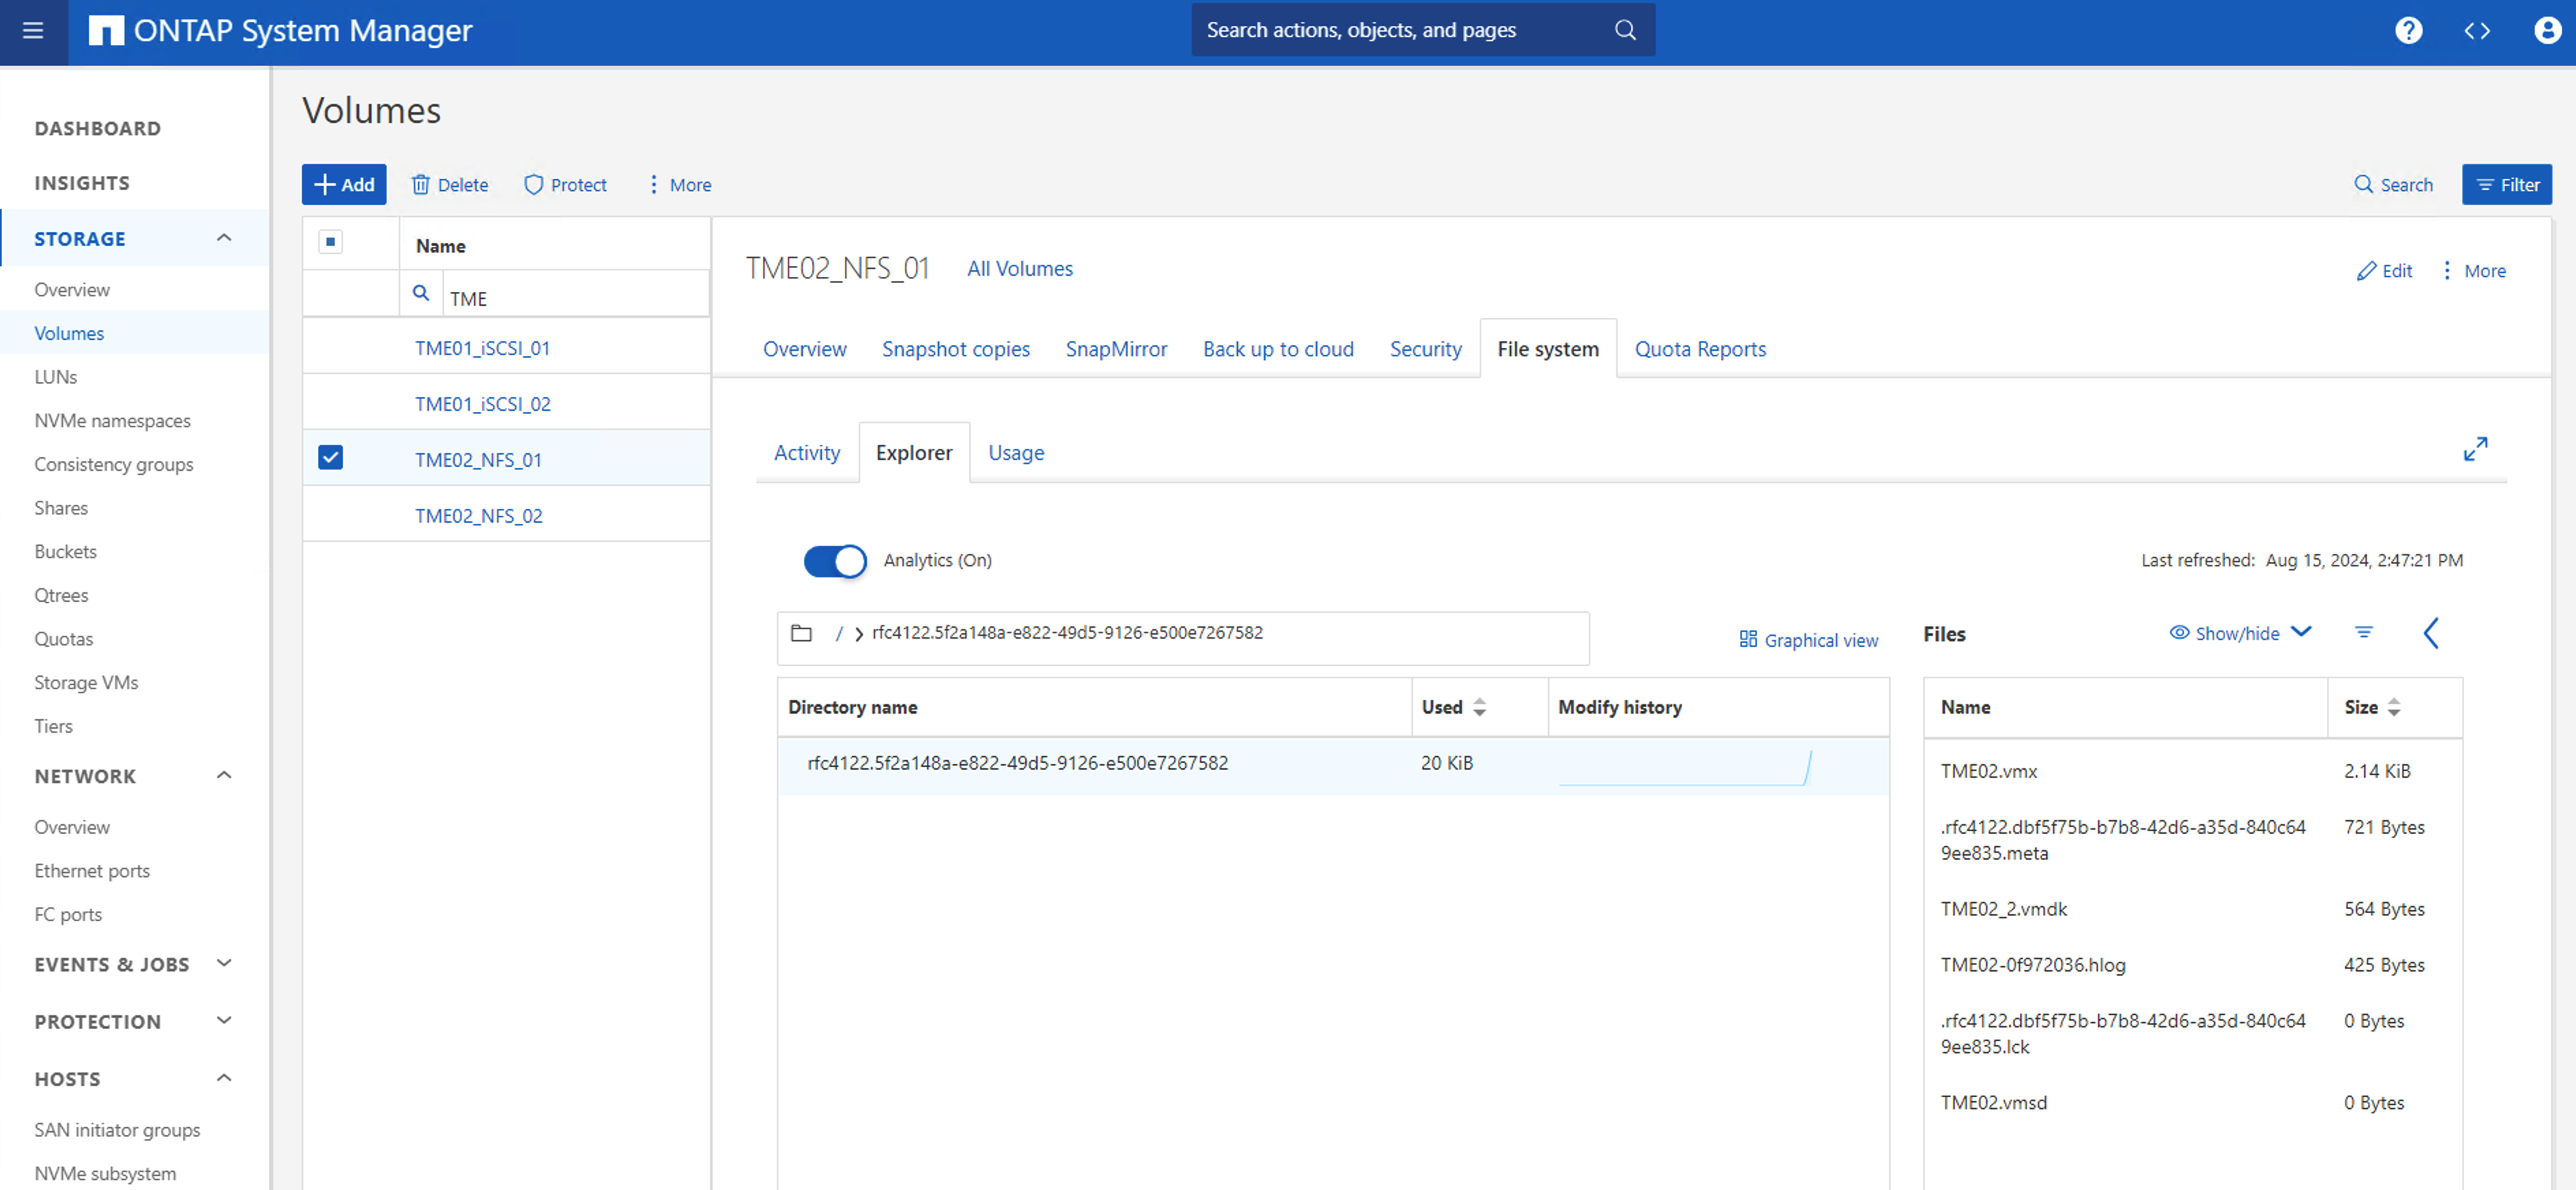 ONTAP System Manager
Search actions, objects, and pages
DASHBOARD
INSIGHTS
STORAGE
Overview
Volumes
LUNs
NVMe namespaces
Consistency groups
Shares
Buckets
Qtrees
Quotas
Storage VMs
Tiers
NETWORK
Overview
Ethernet ports
FC ports
EVENTS & JOBS
PROTECTION
HOSTS
SAN initiator groups
NVMe subsystem
Volumes
Add Delete Protect More
Search Filter
Name
TME
TME01_iSCSI_01
TME01_iSCSI_02
TME02_NFS_01
TME02_NFS_02
TME02_NFS_01 All Volumes
Edit More
Overview Snapshot copies SnapMirror Back up to cloud Security File system Quota Reports
Activity Explorer Usage
Analytics (On)
Last refreshed: Aug 15, 2024, 2:47:21 PM
/ rfc4122.5f2a148a-e822-49d5-9126-e500e7267582
Graphical view
Directory name Used Modify history
rfc4122.5f2a148a-e822-49d5-9126-e500e7267582 20 KiB
Files Show/hide
Name Size
TME02.vmx 2.14 KiB
.rfc4122.dbf5f75b-b7b8-42d6-a35d-840c64 721 Bytes
9ee835.meta
TME02_2.vmdk 564 Bytes
TME02-0f972036.hlog 425 Bytes
.rfc4122.dbf5f75b-b7b8-42d6-a35d-840c64 0 Bytes
9ee835.lck
TME02.vmsd 0 Bytes